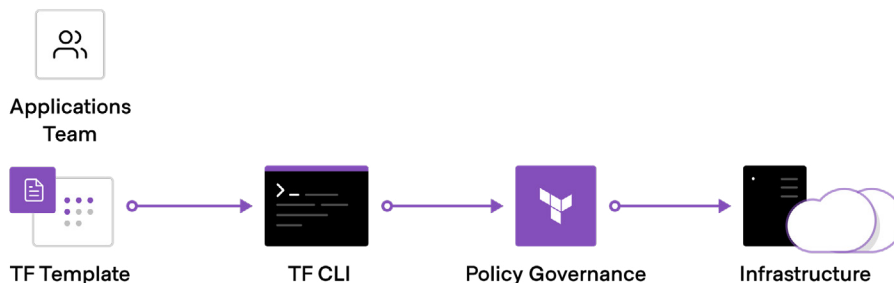 Applications
Team
TF Template
TF CLI
Policy Governance
Infrastructure